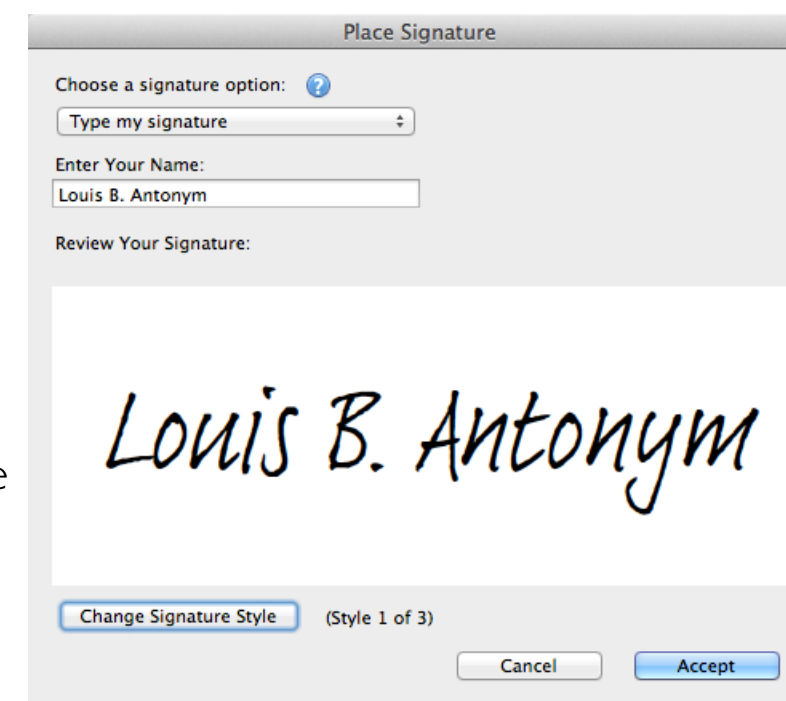 Place Signature
Choose a signature option: ?
Type my signature
Enter Your Name:
Louis B. Antonym
Review Your Signature:
Louis B. Antonym
e
Change Signature Style (Style 1 of 3)
Cancel Accept